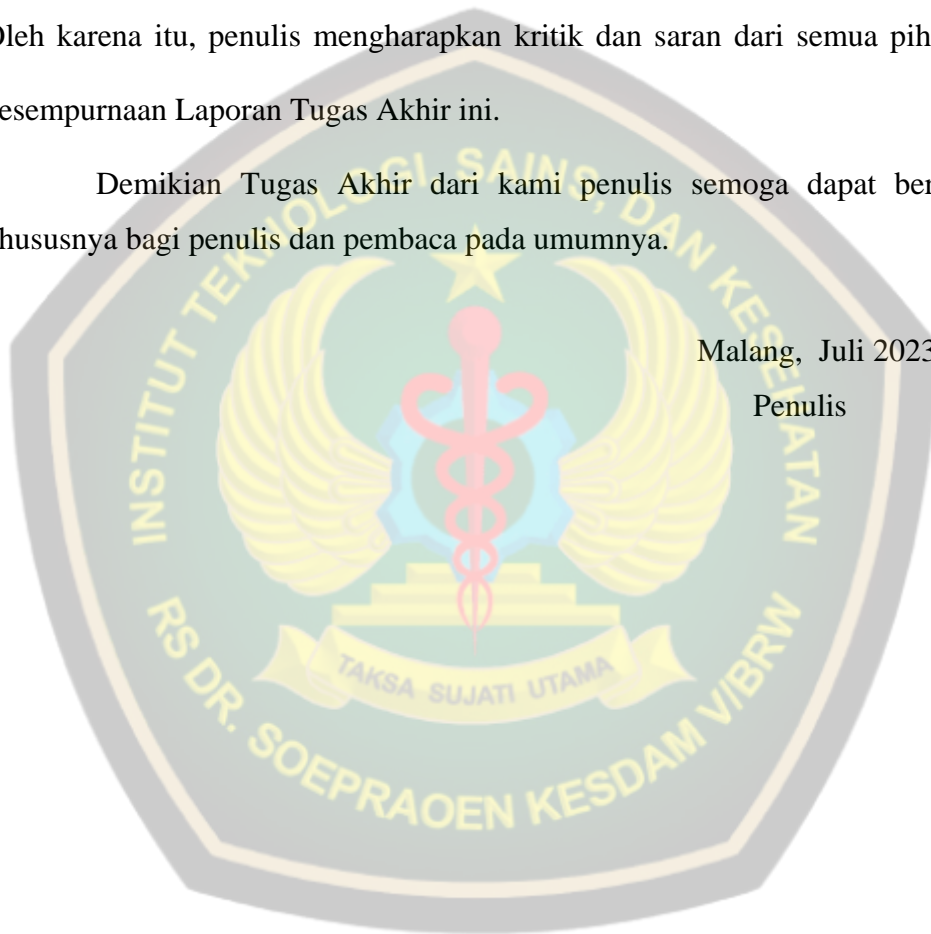 Oleh karena itu, penulis mengharapkan kritik dan saran dari semua pih
esempurnaan Laporan Tugas Akhir ini.
Demikian Tugas Akhir dari kami penulis semoga dapat ber
hususnya bagi penulis dan pembaca pada umumnya.
Malang, Juli 2023
Penulis
INSTITUT TEKNOLOGI, SAINS, DAN KESEHATAN
TAKSA SUJATI UTAMA
RS DR. SOEPRAOEN KESDAM V/BRW